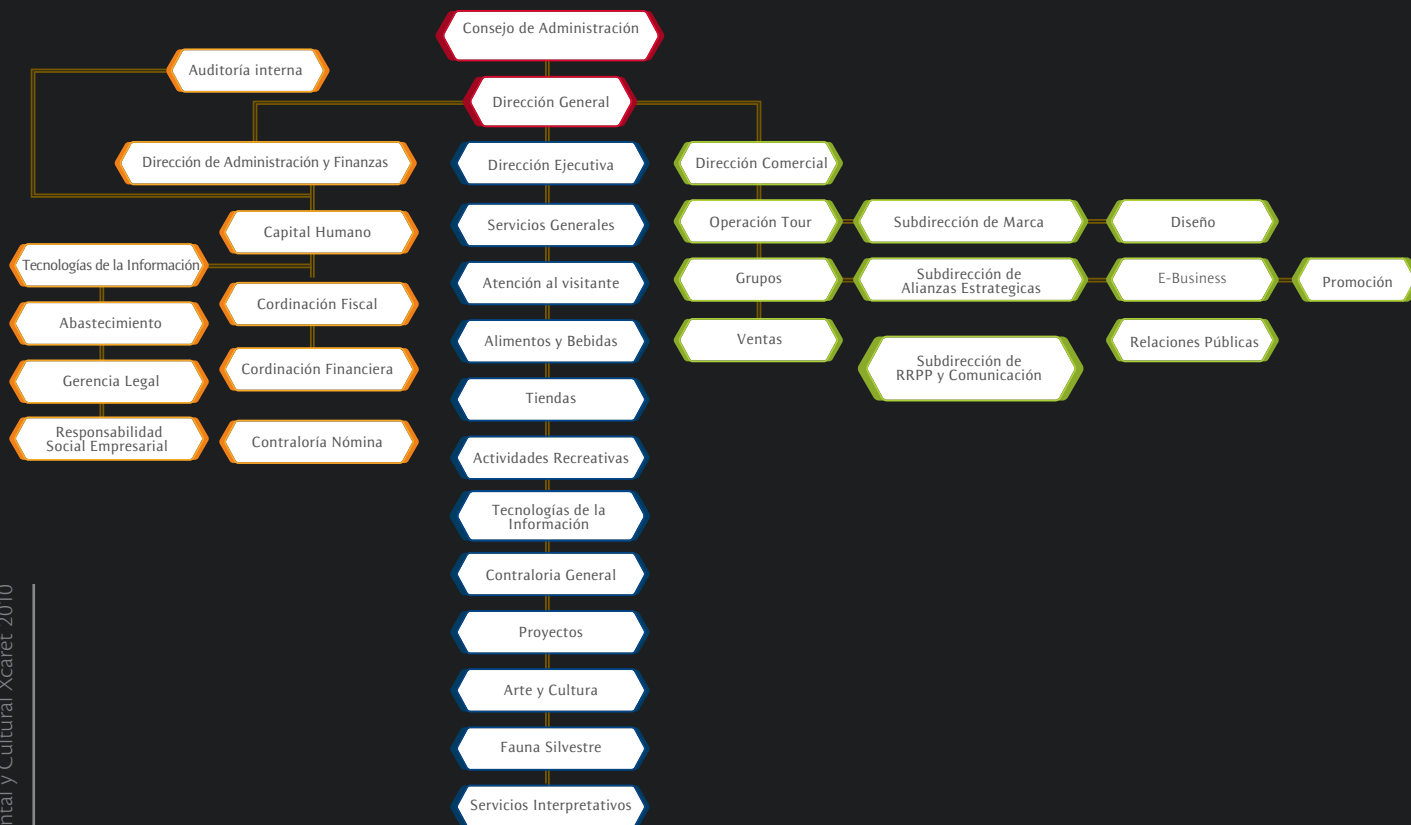 Consejo de Administración
Auditoría interna
Dirección General
Dirección de Administración y Finanzas
Dirección Ejecutiva
Dirección Comercial
Capital Humano
Servicios Generales
Operación Tour
Subdirección de Marca
Diseño
Tecnologías de la Información
Atención al visitante
Grupos
Subdirección de
Alianzas Estrategicas
E-Business
Promoción
Cordinación Fiscal
Abastecimiento
Alimentos y Bebidas
Ventas
Relaciones Públicas
Subdirección de
RRPP y Comunicación
Cordinación Financiera
Gerencia Legal
Tiendas
Responsabilidad
Social Empresarial
Contraloría Nómina
Actividades Recreativas
Tecnologías de la
Información
Contraloria General
Proyectos
Arte y Cultura
Fauna Silvestre
Servicios Interpretativos
y Cultural Xcaret 2010